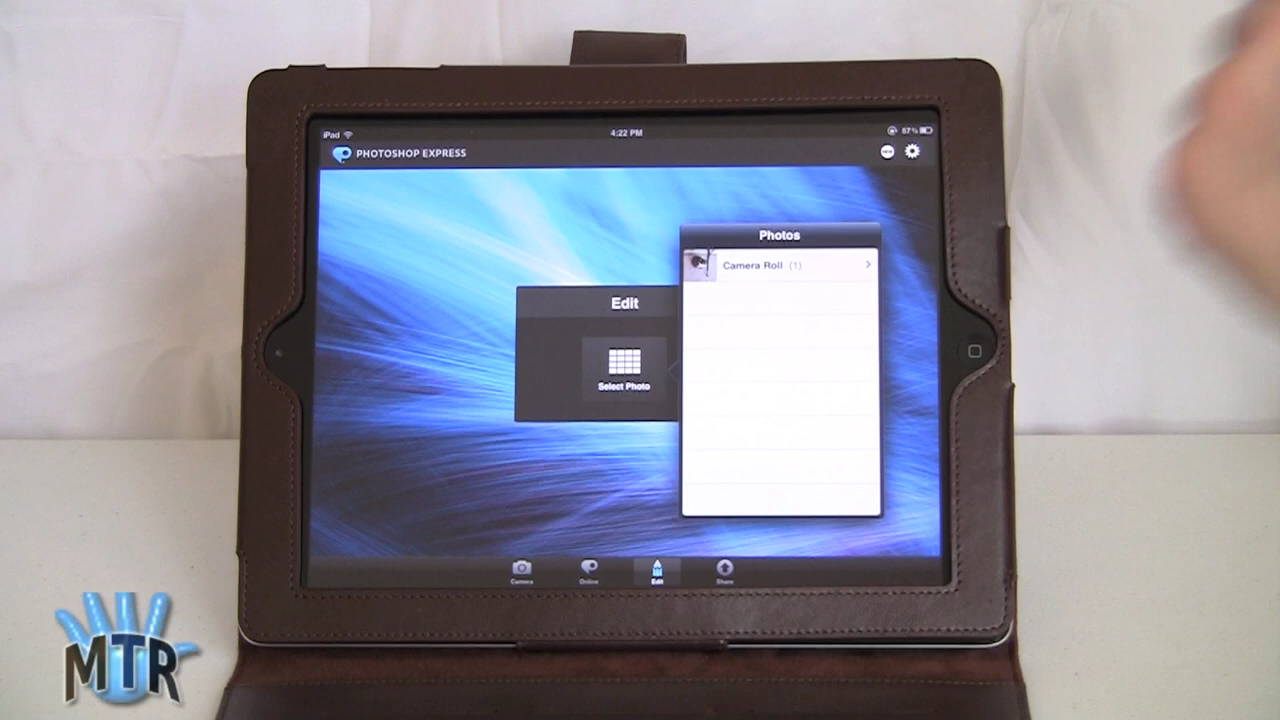 iPad
4:22 PM
57%
PHOTOSHOP EXPRESS
NEW
Photos
Camera Roll (1)
Edit
Select Photo
Camera
Online
Edit
Share
MTR